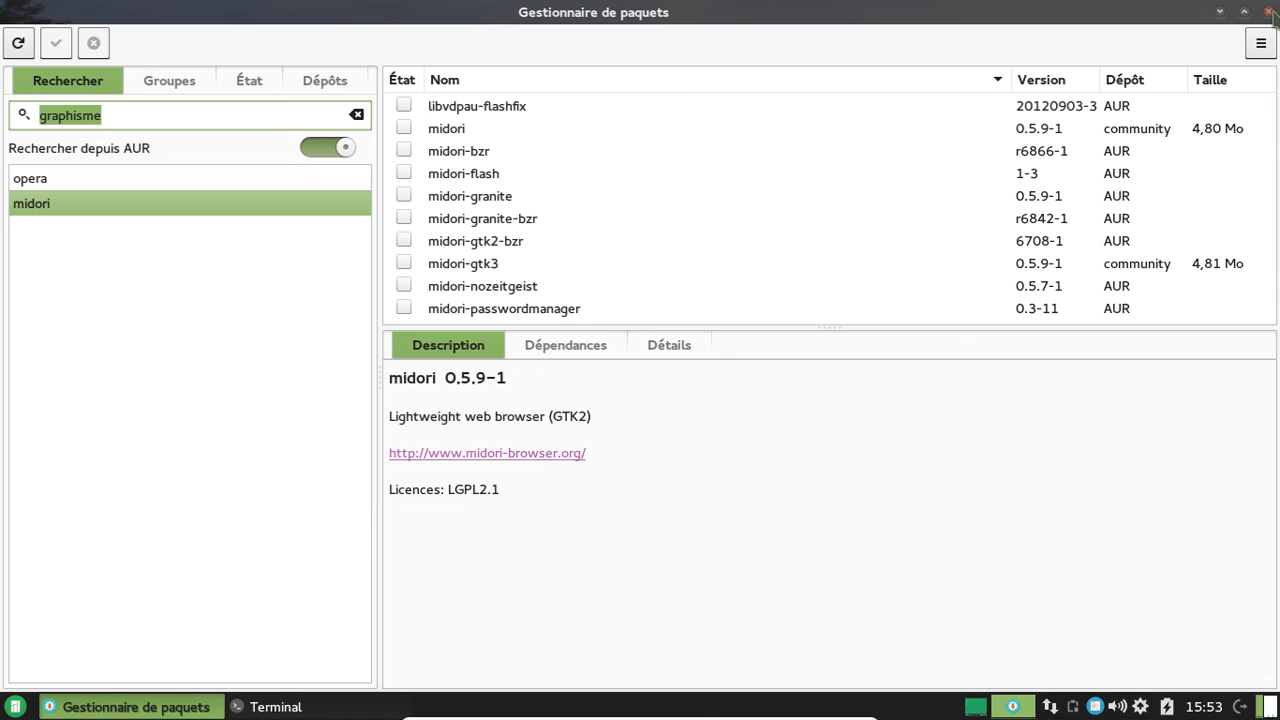 Gestionnaire de paquets
Rechercher Groupes État Dépôts
graphisme
Rechercher depuis AUR
opera
midori
État Nom Version Dépôt Taille
libvdpau-flashfix 20120903-3 AUR
midori 0.5.9-1 community 4,80 Mo
midori-bzr r6866-1 AUR
midori-flash 1-3 AUR
midori-granite 0.5.9-1 AUR
midori-granite-bzr r6842-1 AUR
midori-gtk2-bzr 6708-1 AUR
midori-gtk3 0.5.9-1 community 4,81 Mo
midori-nozeitgeist 0.5.7-1 AUR
midori-passwordmanager 0.3-11 AUR
Description Dépendances Détails
midori 0.5.9-1
Lightweight web browser (GTK2)
http://www.midori-browser.org/
Licences: LGPL2.1
Gestionnaire de paquets Terminal 15:53